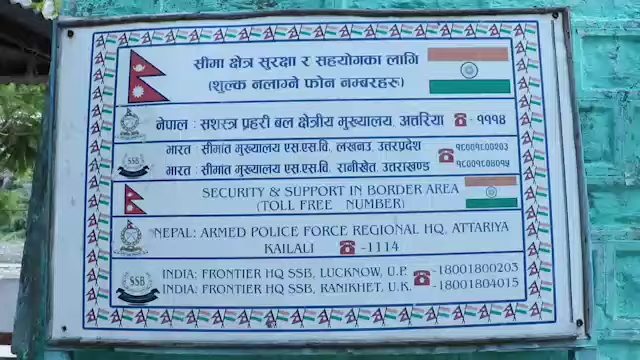 सीमा क्षेत्र सुरक्षा र सहयोगका लागि
(शुल्क नलाग्ने फोन नम्बरहरू)
नेपाल : सशस्त्र प्रहरी बल क्षेत्रीय मुख्यालय, अत्तरिया ☎ - १११४
भारत : सीमांत मुख्यालय एस.एस.वि. लखनउ, उत्तरप्रदेश ☎ १८००१८००२०३
भारत : सीमांत मुख्यालय एस.एस.वि. रानीखेत, उत्तराखण्ड १८००१८०४०१५
SECURITY & SUPPORT IN BORDER AREA
(TOLL FREE NUMBER)
NEPAL: ARMED POLICE FORCE REGIONAL HQ, ATTARIYA
KAILALI ☎ -1114
SSB INDIA: FRONTIER HQ SSB, LUCKNOW, U.P. ☎ -18001800203
INDIA: FRONTIER HQ SSB, RANIKHET, U.K. -18001804015